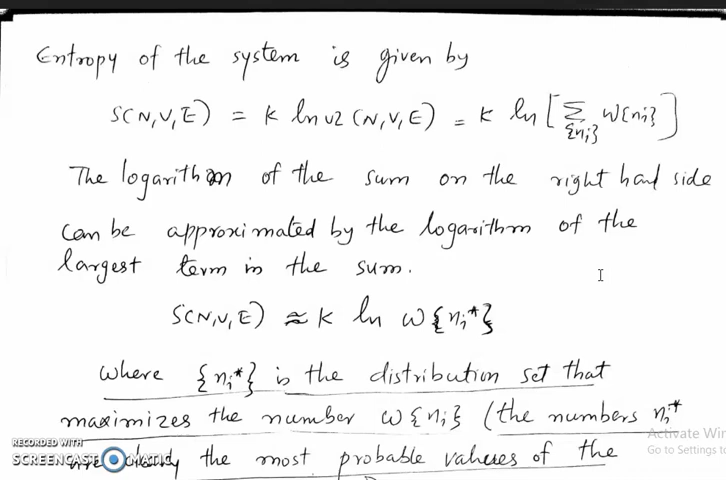 Entropy of the system is given by
S(N,V,E) = K ln Ω (N,V,E) = K ln [ Σ_{ni} W{ni} ]
The logarithm of the sum on the right hand side
can be approximated by the logarithm of the
largest term in the sum.
S(N,V,E) ≈ K ln W{ni*}
where {ni*} is the distribution set that
maximizes the number W{ni} (the numbers ni*
the most probable values of the
RECORDED WITH
SCREENCAST MATIC
Activate Win
Go to Settings t